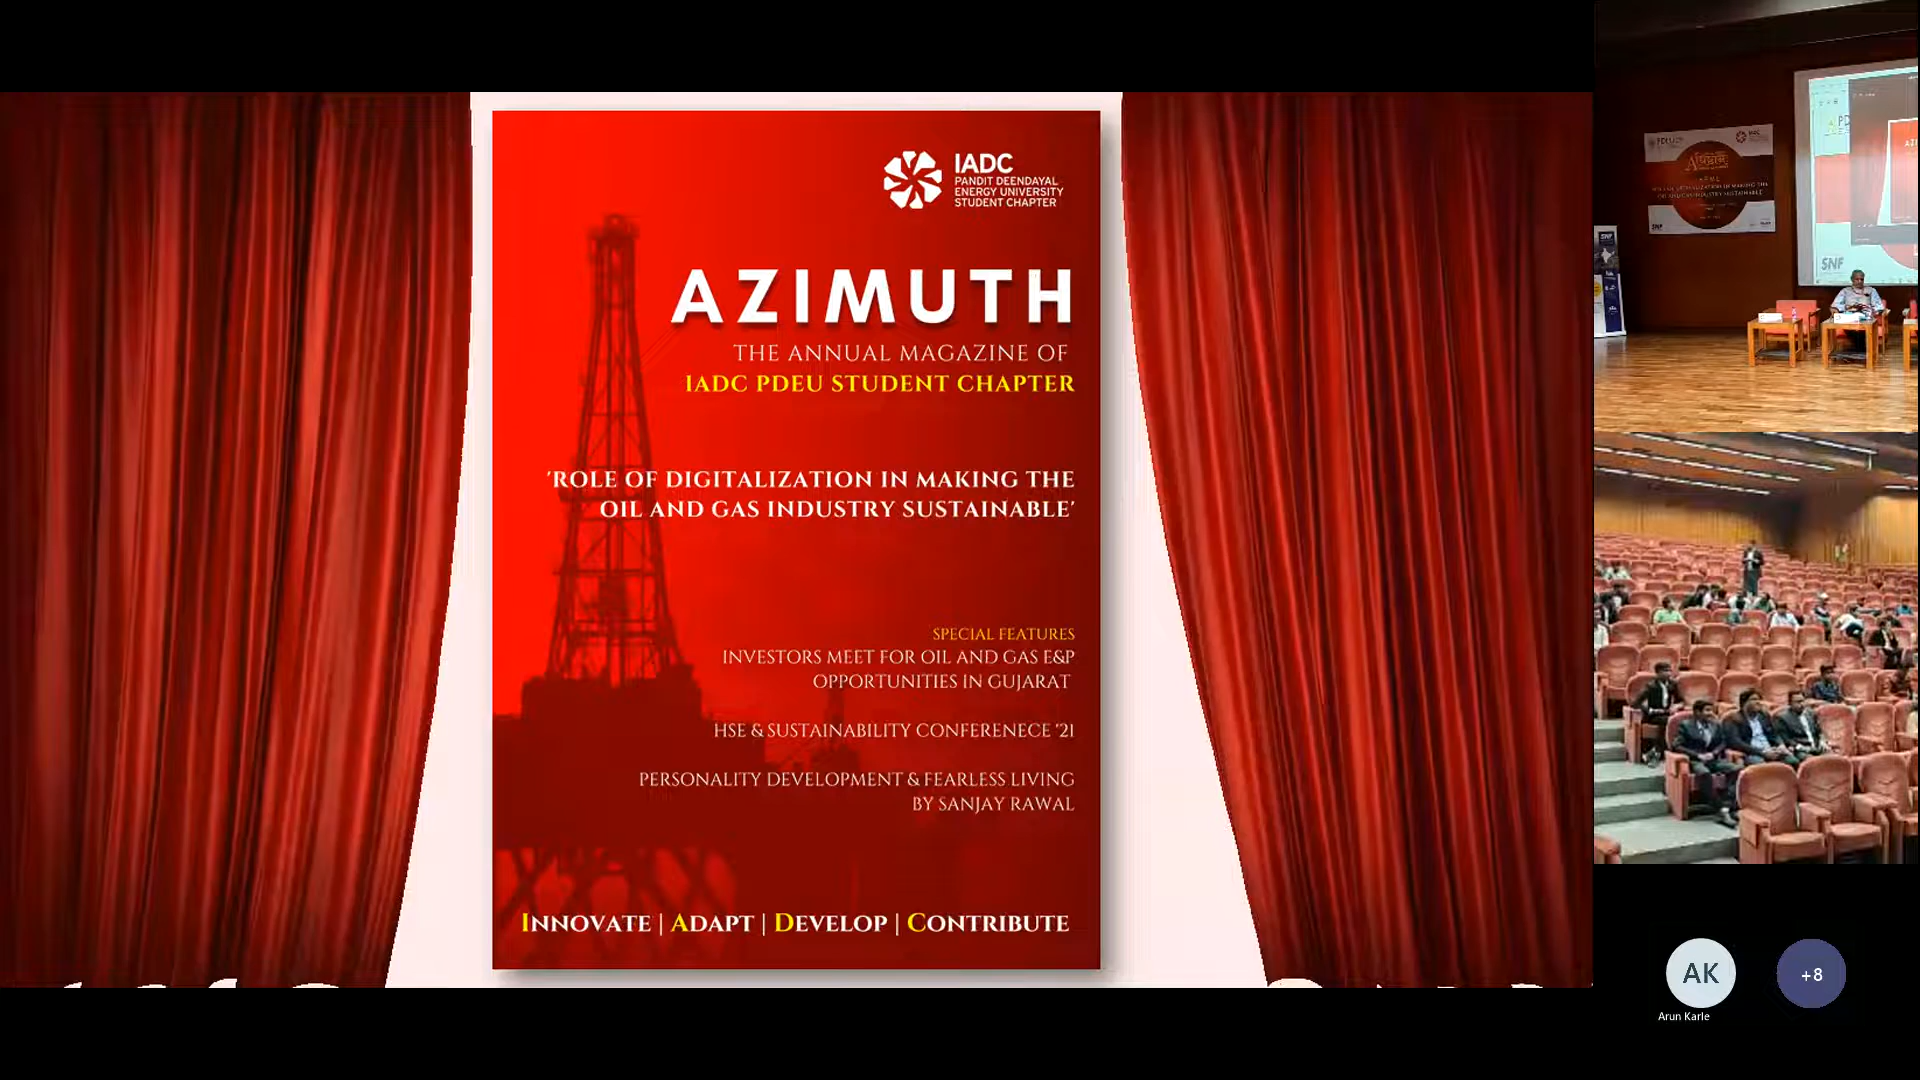 IADC
PANDIT DEENDAYAL
ENERGY UNIVERSITY
STUDENT CHAPTER
AZIMUTH
THE ANNUAL MAGAZINE OF
IADC PDEU STUDENT CHAPTER
'ROLE OF DIGITALIZATION IN MAKING THE
OIL AND GAS INDUSTRY SUSTAINABLE'
SPECIAL FEATURES
INVESTORS MEET FOR OIL AND GAS E&P
OPPORTUNITIES IN GUJARAT
HSE & SUSTAINABILITY CONFERENECE '21
PERSONALITY DEVELOPMENT & FEARLESS LIVING
BY SANJAY RAWAL
INNOVATE | ADAPT | DEVELOP | CONTRIBUTE
SNF
SNF
AK
+8
Arun Karle